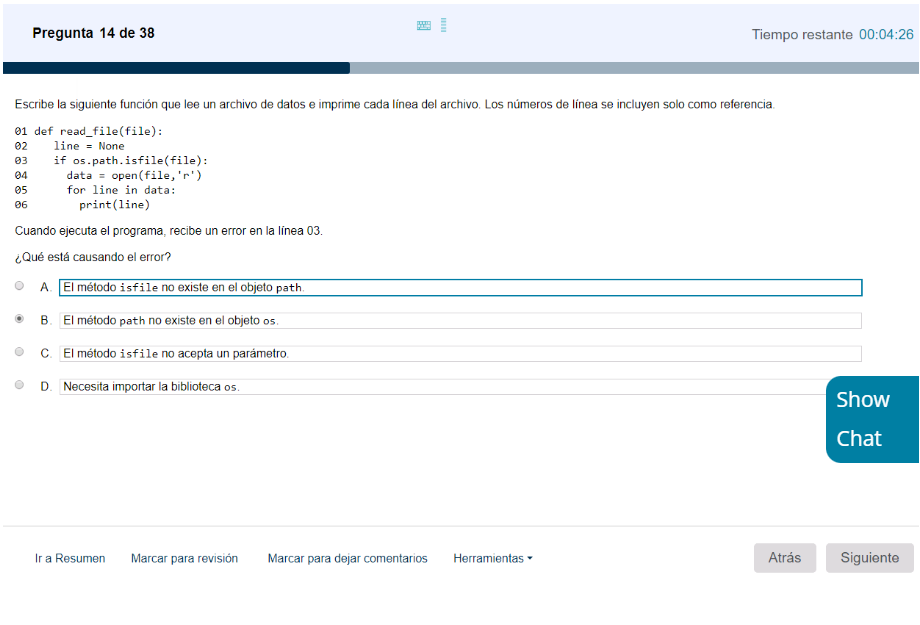 Pregunta 14 de 38
Tiempo restante 00:04:26
Escribe la siguiente función que lee un archivo de datos e imprime cada línea del archivo. Los números de línea se incluyen solo como referencia.
01 def read_file(file):
02    line = None
03    if os.path.isfile(file):
04      data = open(file,'r')
05      for line in data:
06        print(line)
Cuando ejecuta el programa, recibe un error en la línea 03.
¿Qué está causando el error?
A. El método isfile no existe en el objeto path.
B. El método path no existe en el objeto os.
C. El método isfile no acepta un parámetro.
D. Necesita importar la biblioteca os.
Show
Chat
Ir a Resumen Marcar para revisión Marcar para dejar comentarios Herramientas Atrás Siguiente